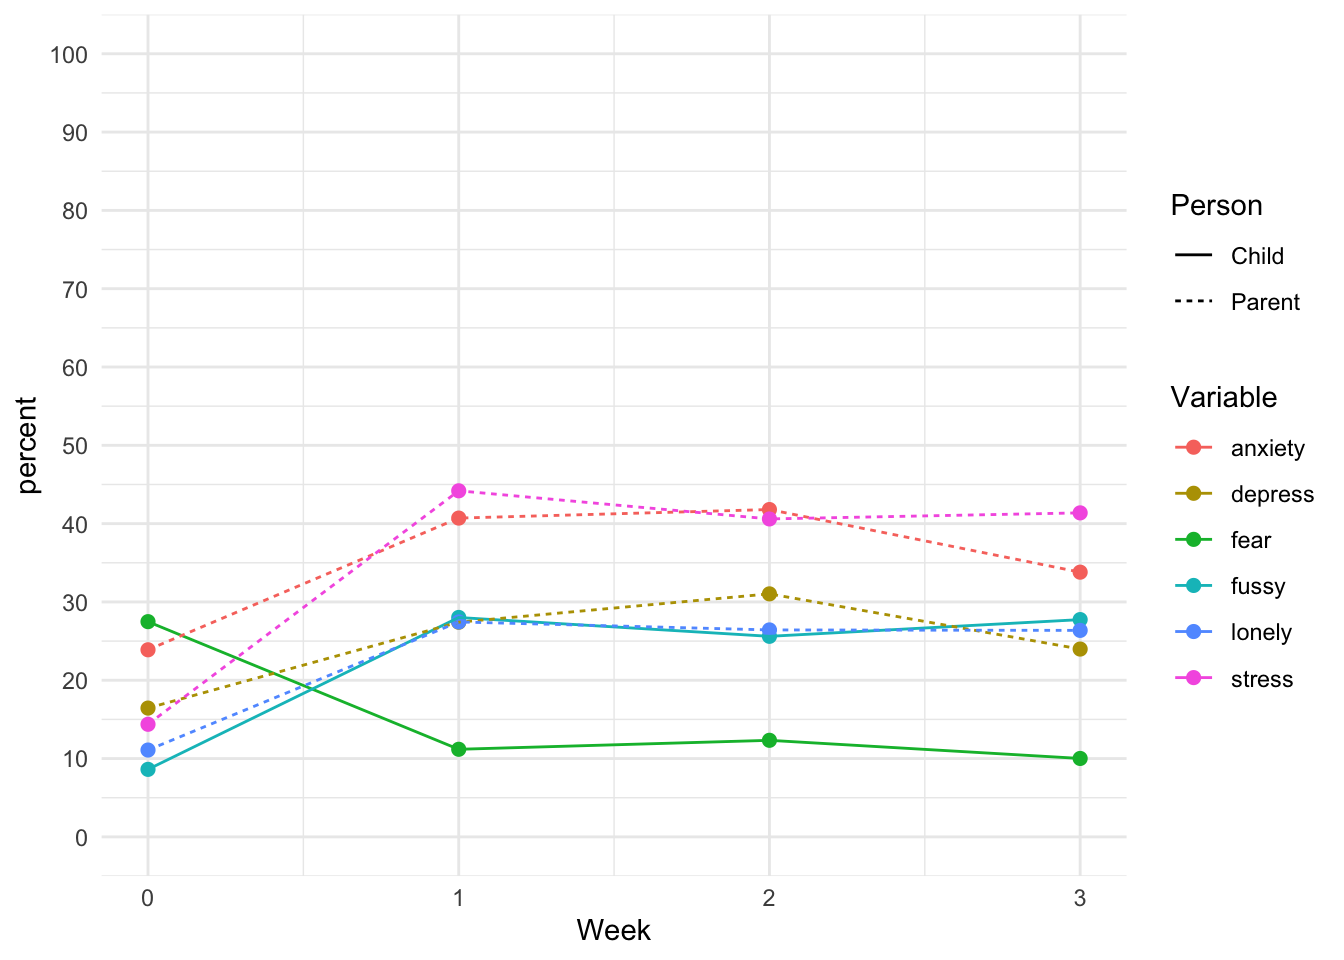 100
90
80
70
60
50
40
30
20
10
0
percent
0 1 2 3
Week
Person
Child
Parent
Variable
anxiety
depress
fear
fussy
lonely
stress